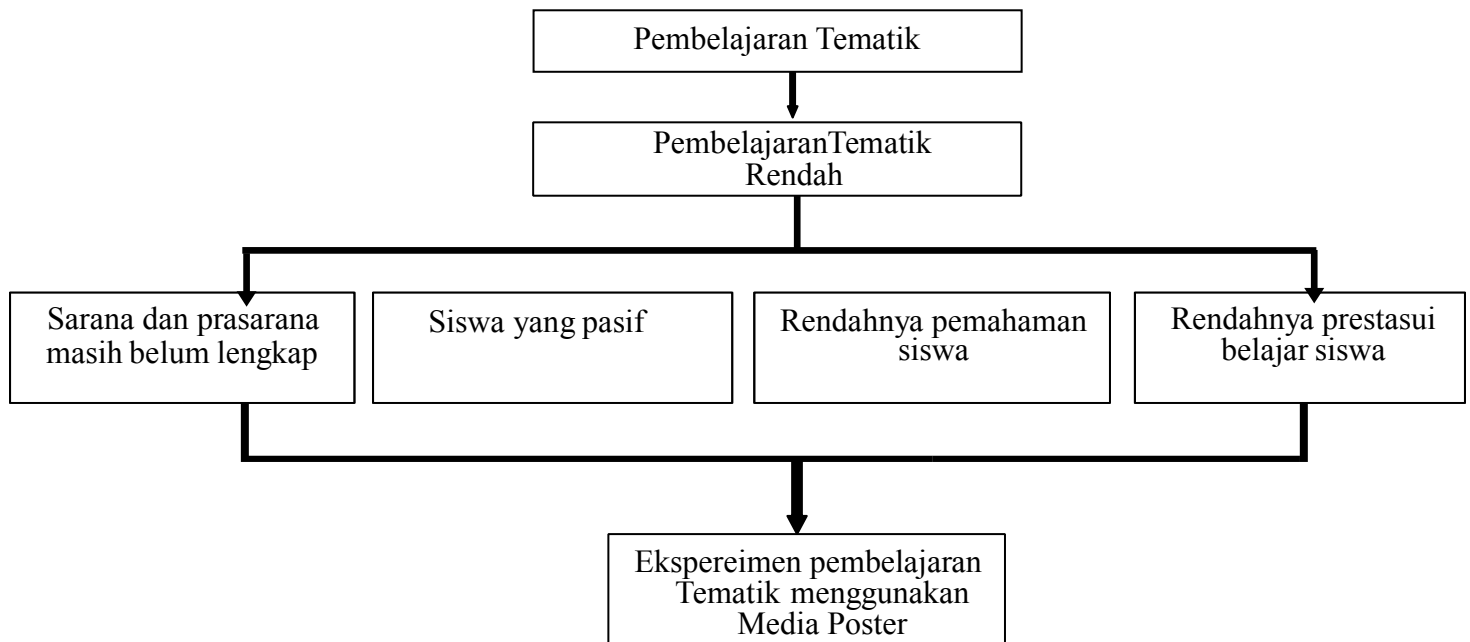 Pembelajaran Tematik
PembelajaranTematik
Rendah
Sarana dan prasarana
masih belum lengkap
Siswa yang pasif
Rendahnya pemahaman
siswa
Rendahnya prestasui
belajar siswa
Ekspereimen pembelajaran
Tematik menggunakan
Media Poster